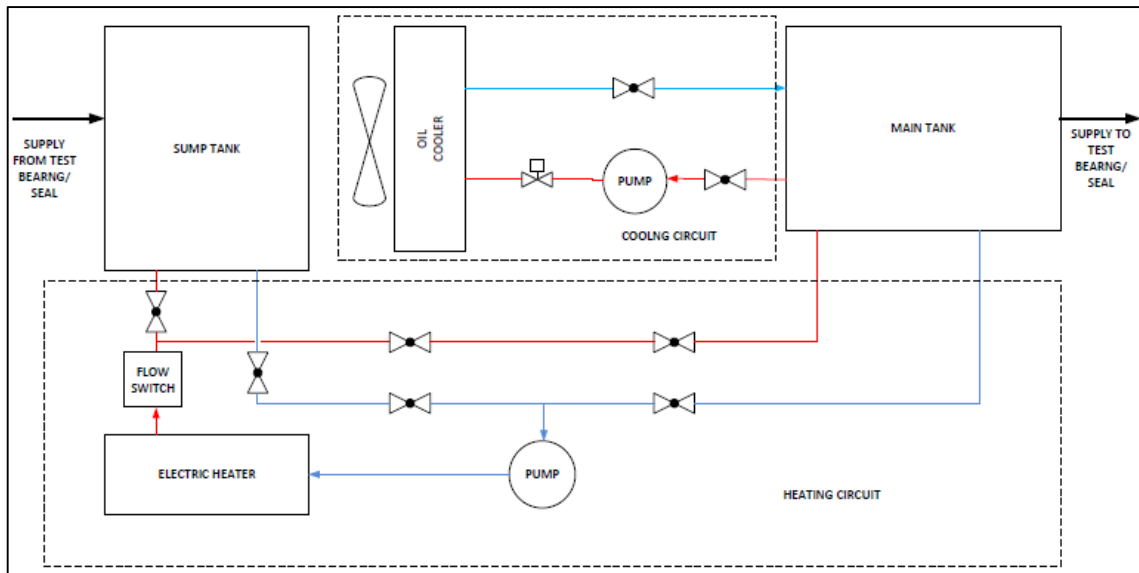 SUPPLY
FROM TEST
BEARNG/
SEAL
SUMP TANK
OIL
COOLER
PUMP
COOLNG CIRCUIT
MAIN TANK
SUPPLY TO
TEST
BEARNG/
SEAL
FLOW
SWITCH
ELECTRIC HEATER
PUMP
HEATING CIRCUIT